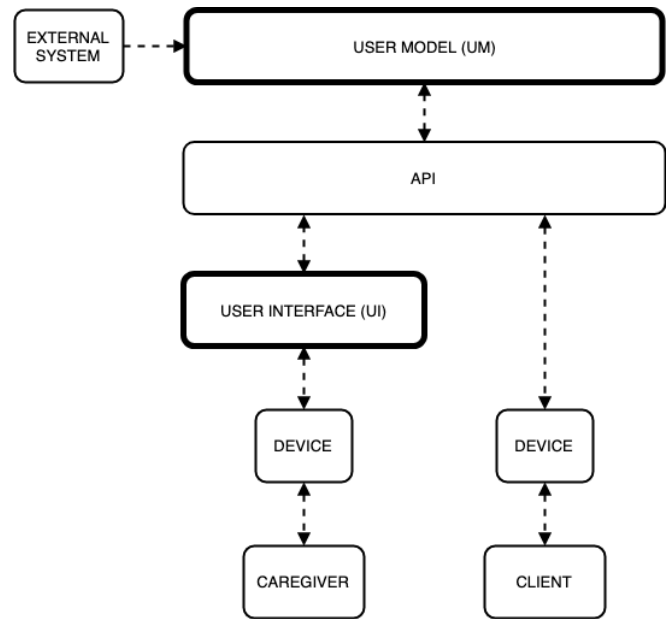 EXTERNAL
SYSTEM
USER MODEL (UM)
API
USER INTERFACE (UI)
DEVICE
DEVICE
CAREGIVER
CLIENT